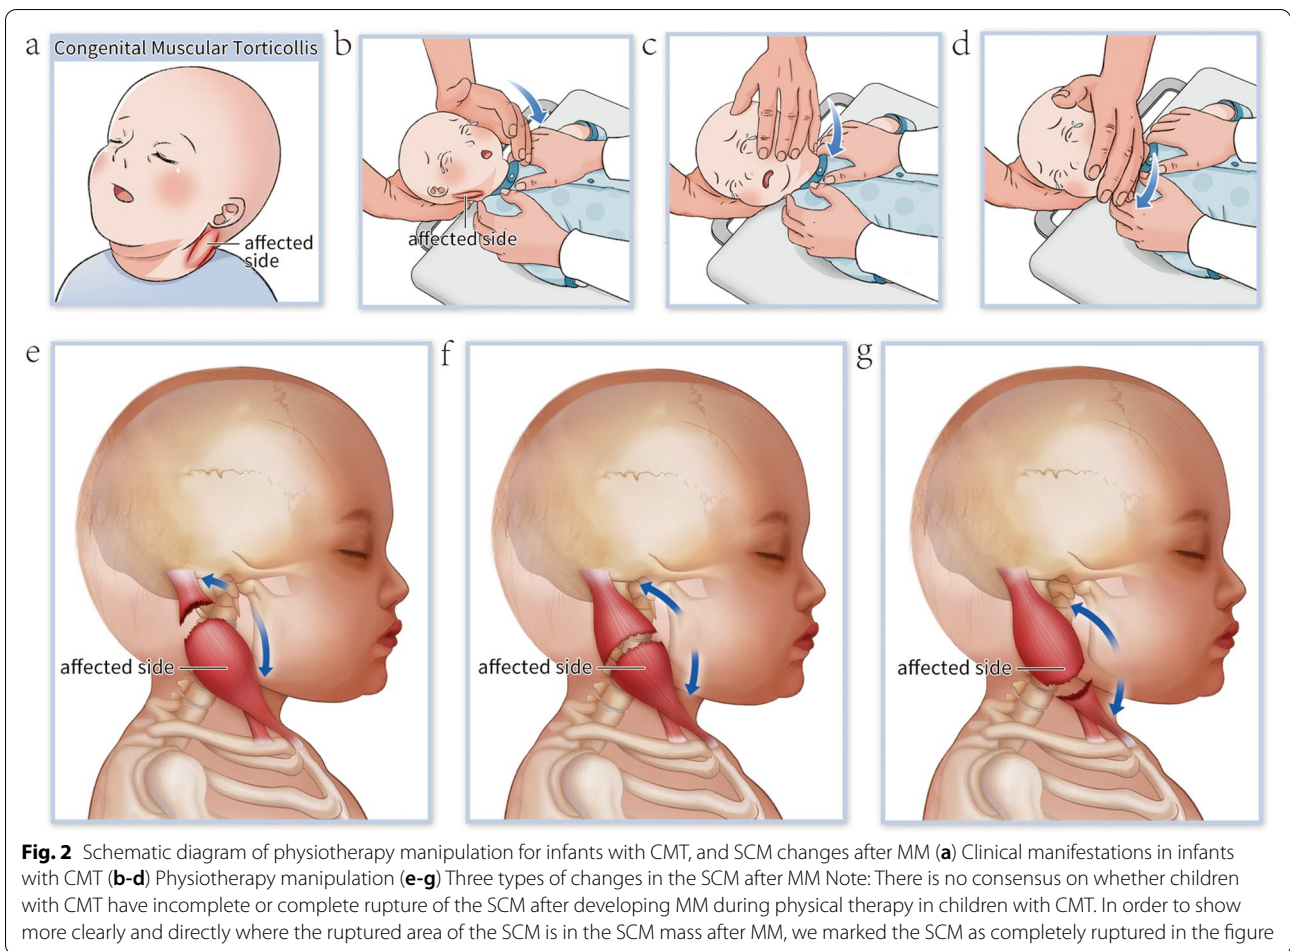 a
Congenital Muscular Torticollis
b
c
d
affected
side
affected side
e
f
g
affected side
affected side
affected side
Fig. 2 Schematic diagram of physiotherapy manipulation for infants with CMT, and SCM changes after MM (a) Clinical manifestations in infants
with CMT (b-d) Physiotherapy manipulation (e-g) Three types of changes in the SCM after MM Note: There is no consensus on whether children
with CMT have incomplete or complete rupture of the SCM after developing MM during physical therapy in children with CMT. In order to show
more clearly and directly where the ruptured area of the SCM is in the SCM mass after MM, we marked the SCM as completely ruptured in the figure